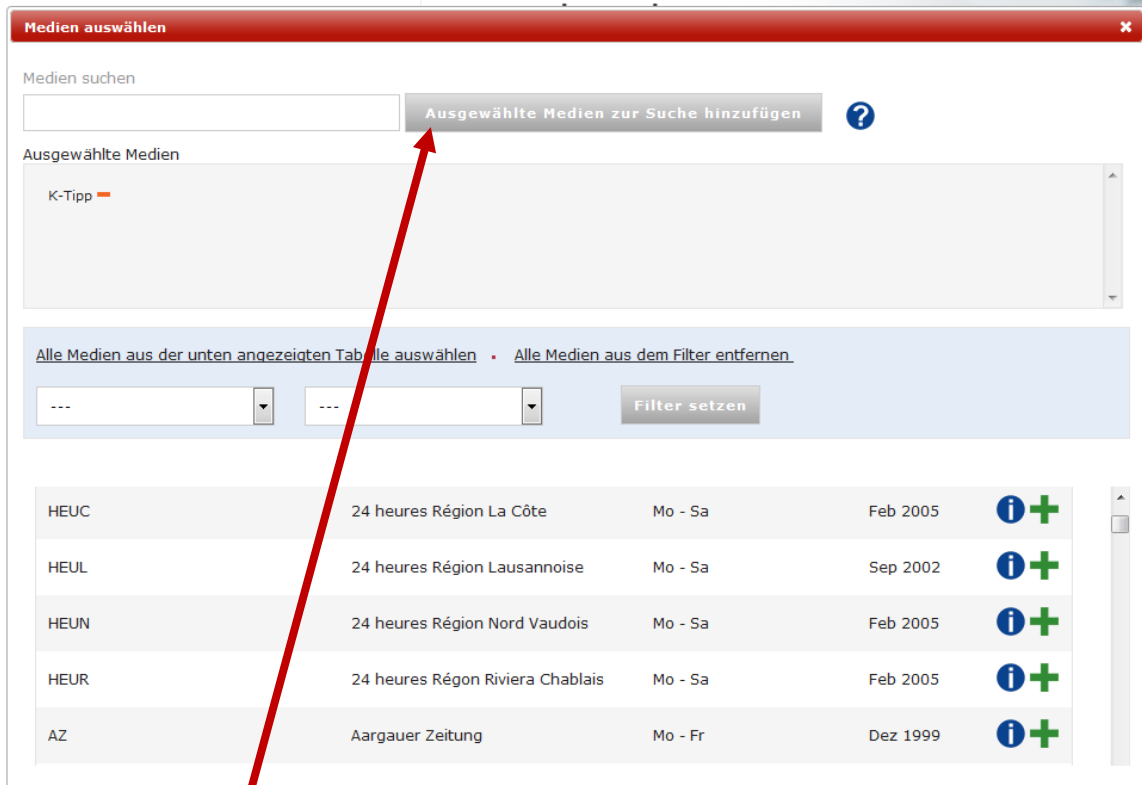 Medien auswählen
Medien suchen
Ausgewählte Medien zur Suche hinzufügen
Ausgewählte Medien
K-Tipp
Alle Medien aus der unten angezeigten Tabelle auswählen . Alle Medien aus dem Filter entfernen
--- --- Filter setzen
HEUC 24 heures Région La Côte Mo - Sa Feb 2005
HEUL 24 heures Région Lausannoise Mo - Sa Sep 2002
HEUN 24 heures Région Nord Vaudois Mo - Sa Feb 2005
HEUR 24 heures Régon Riviera Chablais Mo - Sa Feb 2005
AZ Aargauer Zeitung Mo - Fr Dez 1999